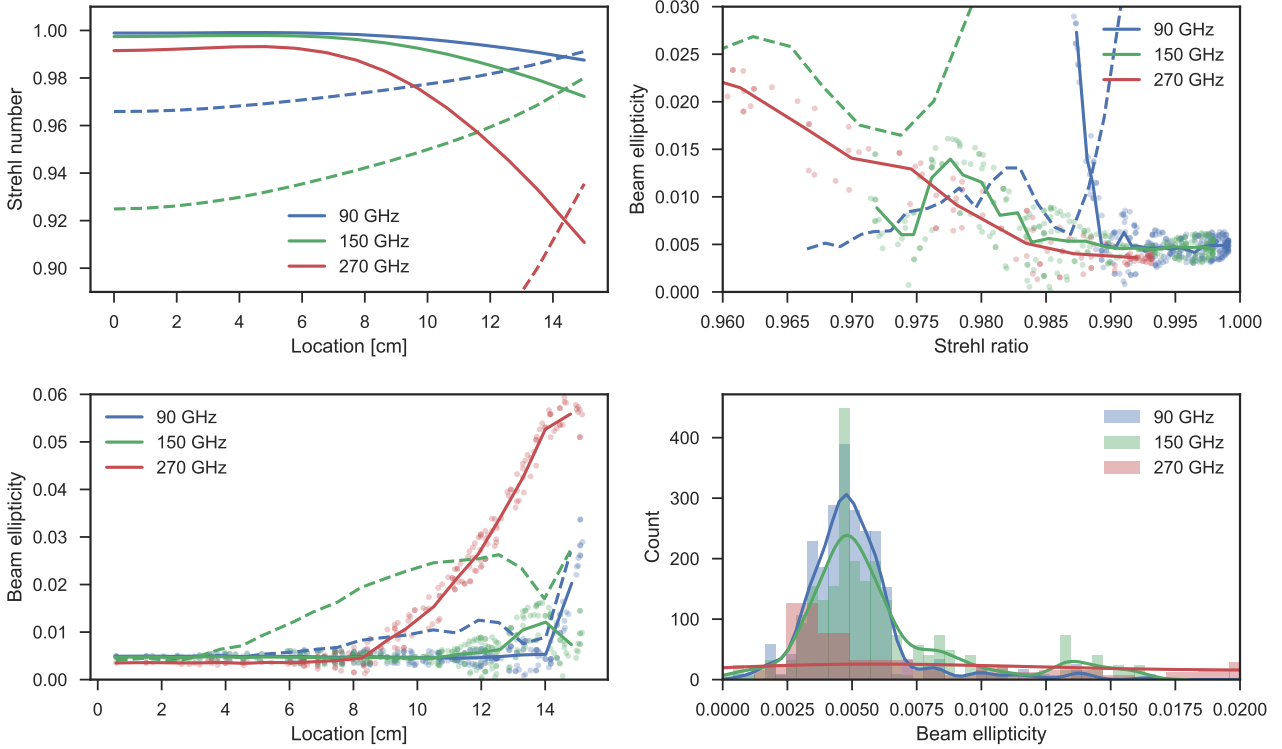 1.00
0.98
0.96
0.94
0.92
0.90
Strehl number
90 GHz
150 GHz
270 GHz
0 2 4 6 8 10 12 14
Location [cm]
0.030
0.025
0.020
0.015
0.010
0.005
0.000
Beam ellipticity
90 GHz
150 GHz
270 GHz
0.960 0.965 0.970 0.975 0.980 0.985 0.990 0.995 1.000
Strehl ratio
0.06
0.05
0.04
0.03
0.02
0.01
0.00
Beam ellipticity
90 GHz
150 GHz
270 GHz
0 2 4 6 8 10 12 14
Location [cm]
400
300
200
100
0
Count
90 GHz
150 GHz
270 GHz
0.0000 0.0025 0.0050 0.0075 0.0100 0.0125 0.0150 0.0175 0.0200
Beam ellipticity